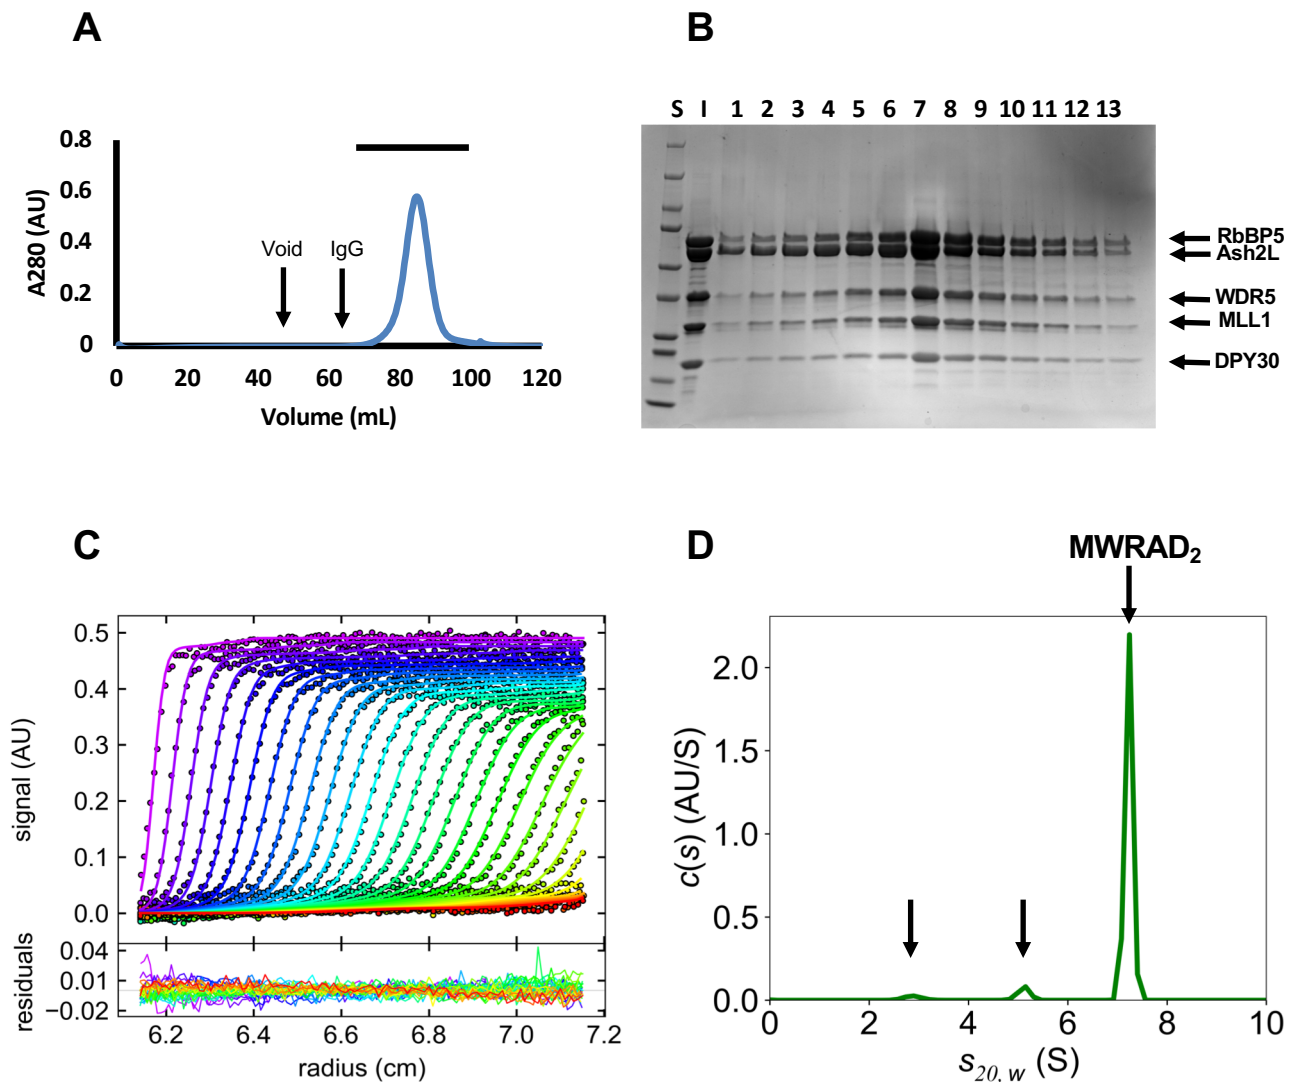 A
B
S I 1 2 3 4 5 6 7 8 9 10 11 12 13
0.8
0.6
0.4
0.2
0
A280 (AU)
Void IgG
0 20 40 60 80 100 120
Volume (mL)
RbBP5
Ash2L
WDR5
MLL1
DPY30
C
0.5
0.4
0.3
0.2
0.1
0.0
signal (AU)
0.04
0.01
−0.02
residuals
6.2 6.4 6.6 6.8 7.0 7.2
radius (cm)
D
MWRAD₂
2.0
1.5
1.0
0.5
0.0
c(s) (AU/S)
0 2 4 6 8 10
s₂₀, w (S)